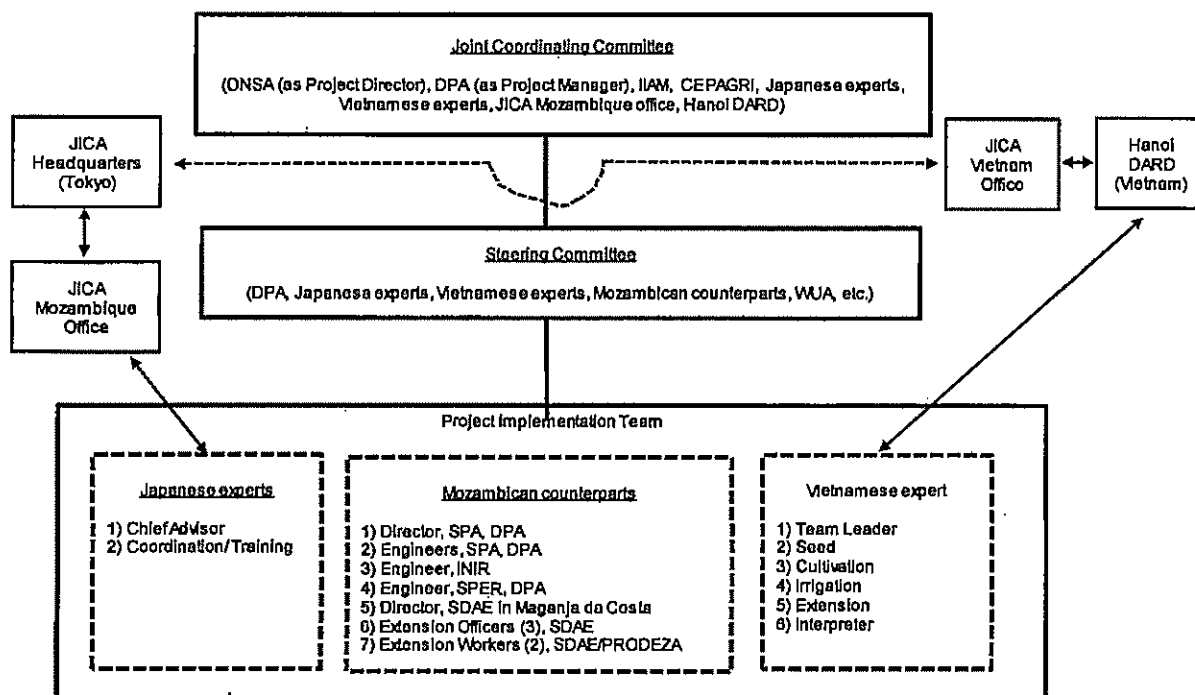 Joint Coordinating Committee
(DNSA (as Project Director), DPA (as Project Manager), IIAM, CEPAGRI, Japanese experts,
Vietnamese experts, JICA Mozambique office, Hanoi DARD)
JICA
Headquarters
(Tokyo)
JICA
Vietnam
Office
Hanoi
DARD
(Vietnam)
Steering Committee
(DPA, Japanese experts, Vietnamese experts, Mozambican counterparts, WUA, etc.)
JICA
Mozambique
Office
Project Implementation Team
Japanese experts
1) Chief Advisor
2) Coordination/Training
Mozambican counterparts
1) Director, SPA, DPA
2) Engineers, SPA, DPA
3) Engineer, INIR
4) Engineer, SPER, DPA
5) Director, SDAE in Maganja da Costa
6) Extension Officers (3), SDAE
7) Extension Workers (2), SDAE/PRODEZA
Vietnamese expert
1) Team Leader
2) Seed
3) Cultivation
4) Irrigation
5) Extension
6) Interpreter